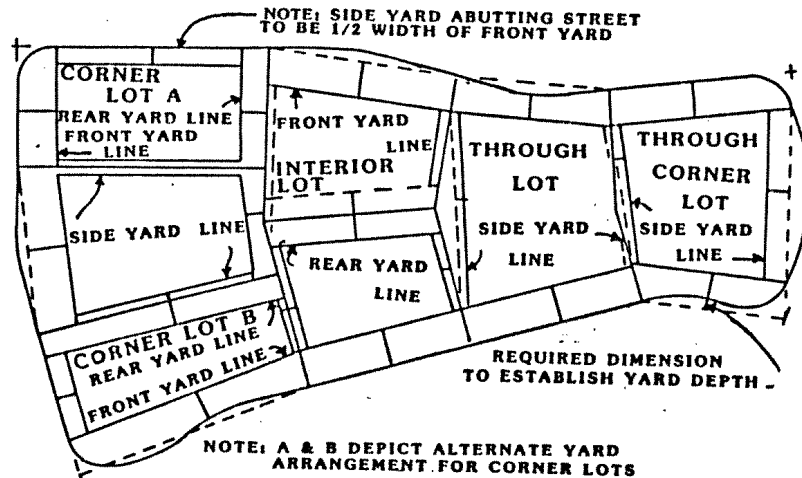 NOTE: SIDE YARD ABUTTING STREET
TO BE 1/2 WIDTH OF FRONT YARD
CORNER
LOT A
REAR YARD LINE
FRONT YARD
LINE
FRONT YARD
LINE
INTERIOR
LOT
THROUGH
LOT
SIDE YARD
LINE
THROUGH
CORNER
LOT
SIDE YARD
LINE
SIDE YARD LINE
REAR YARD
LINE
CORNER LOT B
REAR YARD LINE
FRONT YARD LINE
REQUIRED DIMENSION
TO ESTABLISH YARD DEPTH -
NOTE: A & B DEPICT ALTERNATE YARD
ARRANGEMENT FOR CORNER LOTS